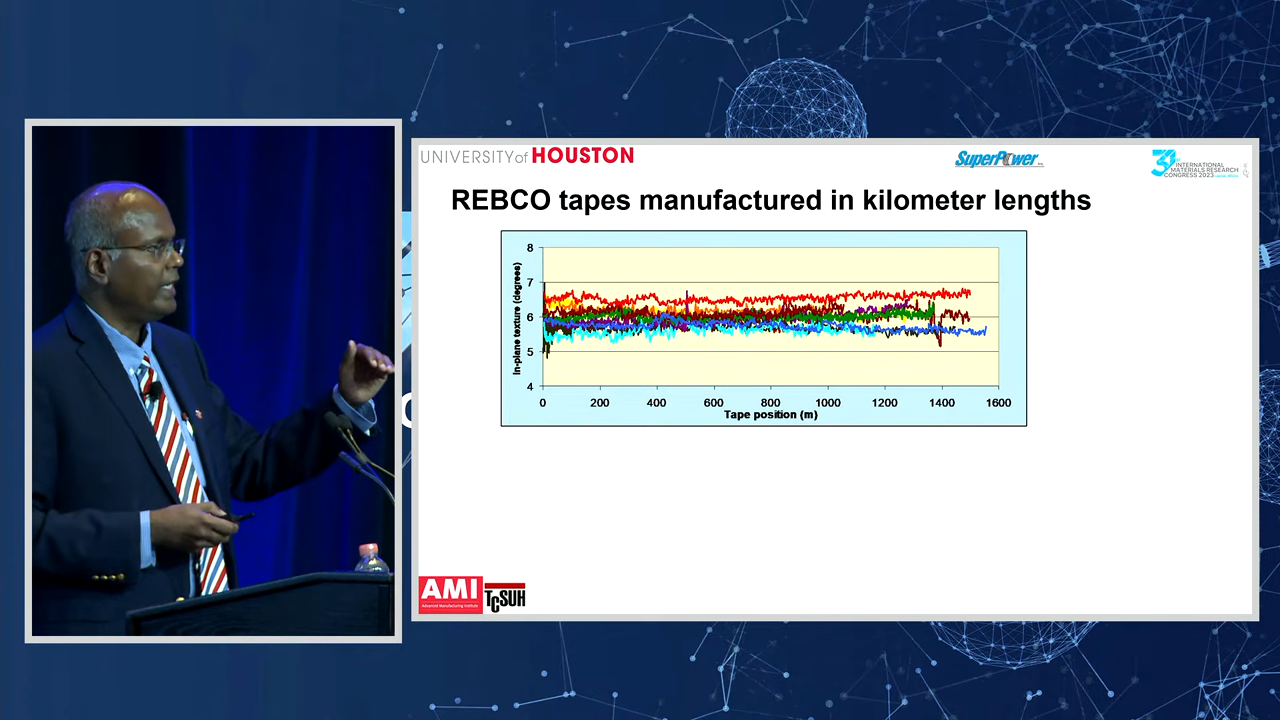 UNIVERSITY of HOUSTON
SuperPower
31
INTERNATIONAL
MATERIALS RESEARCH
CONGRESS 2023
REBCO tapes manufactured in kilometer lengths
In-plane texture (degrees)
8
7
6
5
4
0 200 400 600 800 1000 1200 1400 1600
Tape position (m)
AMI
Advanced Manufacturing Institute
TCSUH